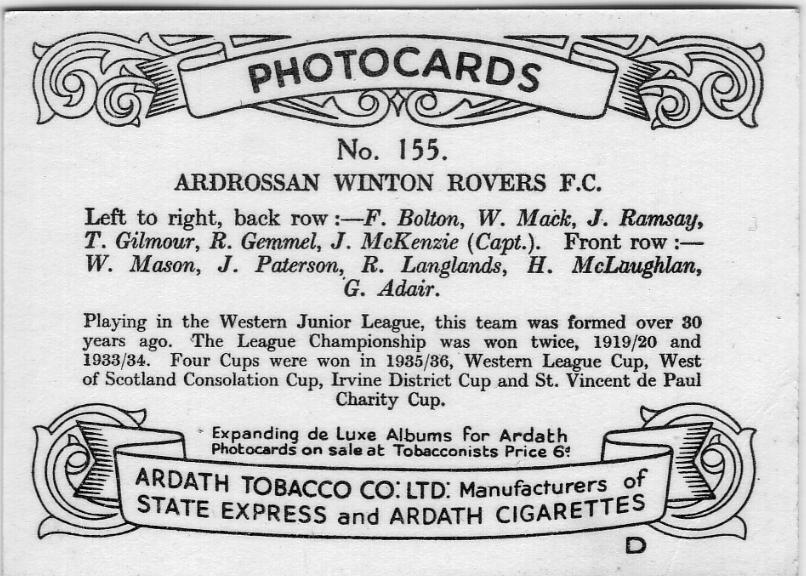 PHOTOCARDS
No. 155.
ARDROSSAN WINTON ROVERS F.C.
Left to right, back row :—F. Bolton, W. Mack, J. Ramsay,
T. Gilmour, R. Gemmel, J. McKenzie (Capt.). Front row :—
W. Mason, J. Paterson, R. Langlands, H. McLaughlan,
G. Adair.
Playing in the Western Junior League, this team was formed over 30
years ago. The League Championship was won twice, 1919/20 and
1933/34. Four Cups were won in 1935/36, Western League Cup, West
of Scotland Consolation Cup, Irvine District Cup and St. Vincent de Paul
Charity Cup.
Expanding de Luxe Albums for Ardath
Photocards on sale at Tobacconists Price 6d
ARDATH TOBACCO CO: LTD: Manufacturers of
STATE EXPRESS and ARDATH CIGARETTES
D